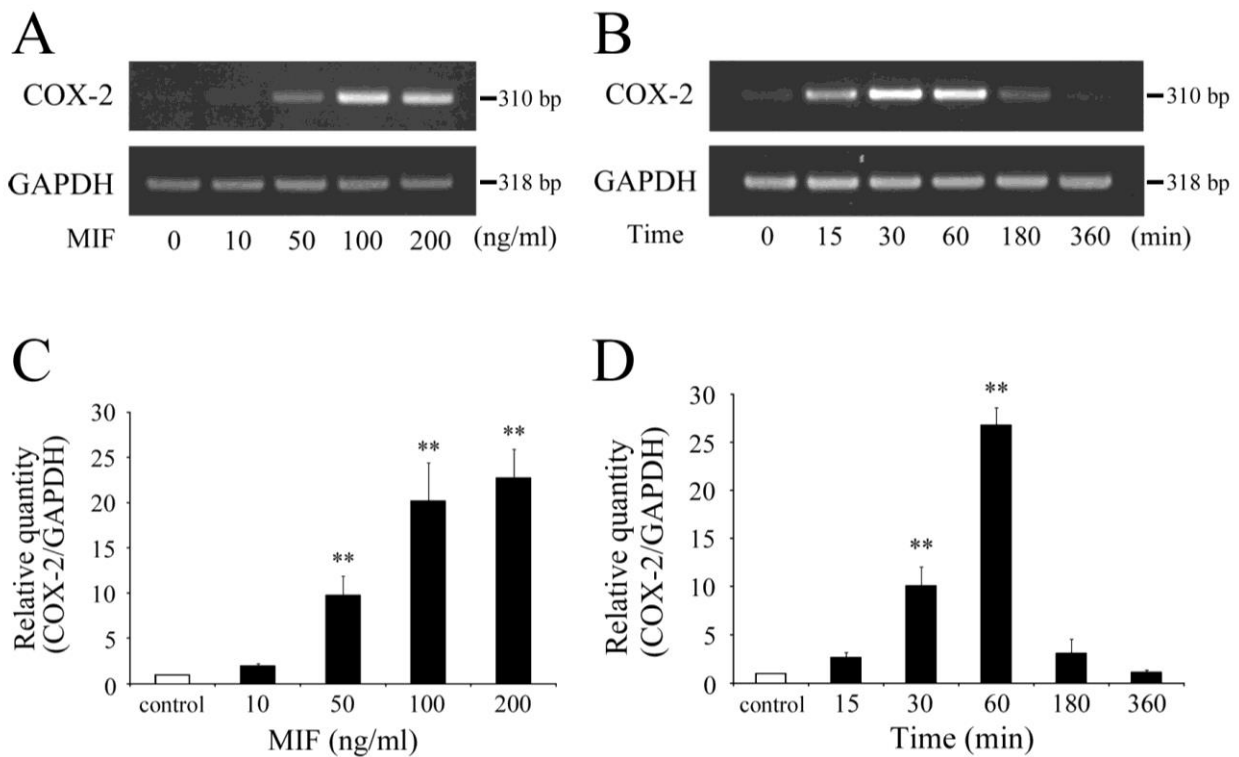 A
COX-2
310 bp
GAPDH
318 bp
MIF 0 10 50 100 200 (ng/ml)
B
COX-2
310 bp
GAPDH
318 bp
Time 0 15 30 60 180 360 (min)
C
Relative quantity
(COX-2/GAPDH)
30
25
20
15
10
5
0
**
**
**
control 10 50 100 200
MIF (ng/ml)
D
Relative quantity
(COX-2/GAPDH)
30
25
20
15
10
5
0
**
**
control 15 30 60 180 360
Time (min)